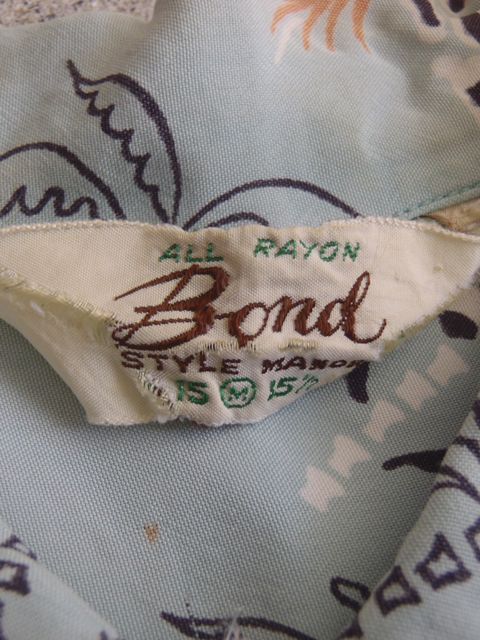 ALL RAYON
Bond
STYLE MANOR
15 M 15½